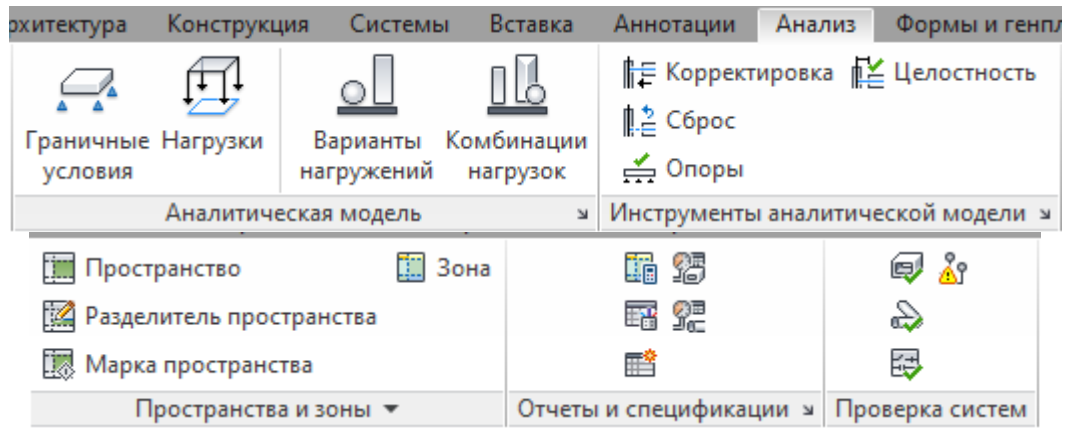 рхитектура Конструкция Системы Вставка Аннотации Анализ Формы и генпл
Граничные условия
Нагрузки
Варианты нагружений
Комбинации нагрузок
Корректировка Целостность
Сброс
Опоры
Аналитическая модель Инструменты аналитической модели
Пространство Зона
Разделитель пространства
Марка пространства
Пространства и зоны Отчеты и спецификации Проверка систем